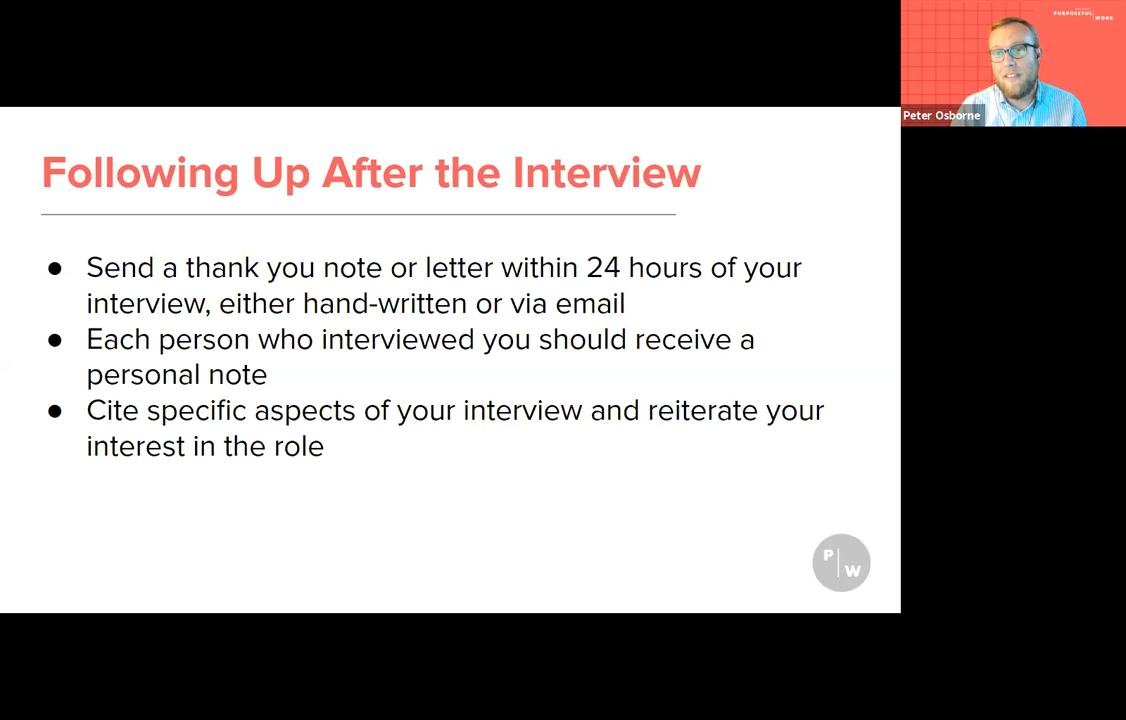 PURPOSEFUL WORK
Peter Osborne
Following Up After the Interview
● Send a thank you note or letter within 24 hours of your
interview, either hand-written or via email
● Each person who interviewed you should receive a
personal note
● Cite specific aspects of your interview and reiterate your
interest in the role
P W